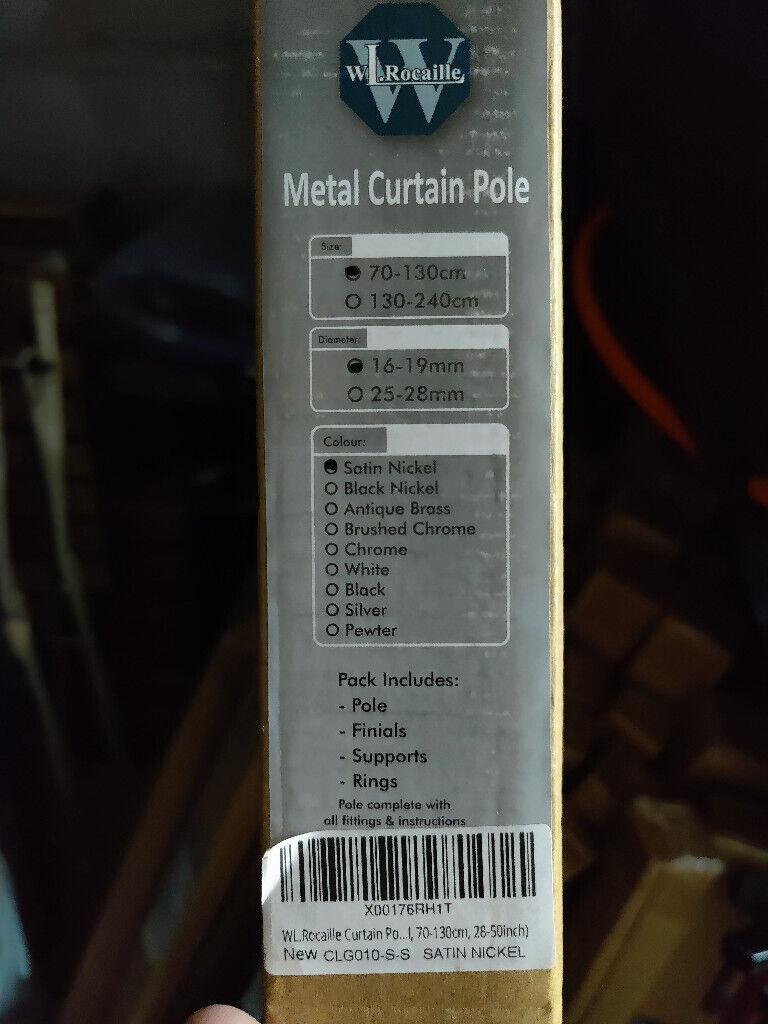 WL.Rocaille
Metal Curtain Pole
Size:
70-130cm
130-240cm
Diameter:
16-19mm
25-28mm
Colour:
Satin Nickel
Black Nickel
Antique Brass
Brushed Chrome
Chrome
White
Black
Silver
Pewter
Pack Includes:
- Pole
- Finials
- Supports
- Rings
Pole complete with
all fittings & instructions
X00176RH1T
WL.Rocaille Curtain Po...l, 70-130cm, 28-50inch)
New CLG010-S-S SATIN NICKEL